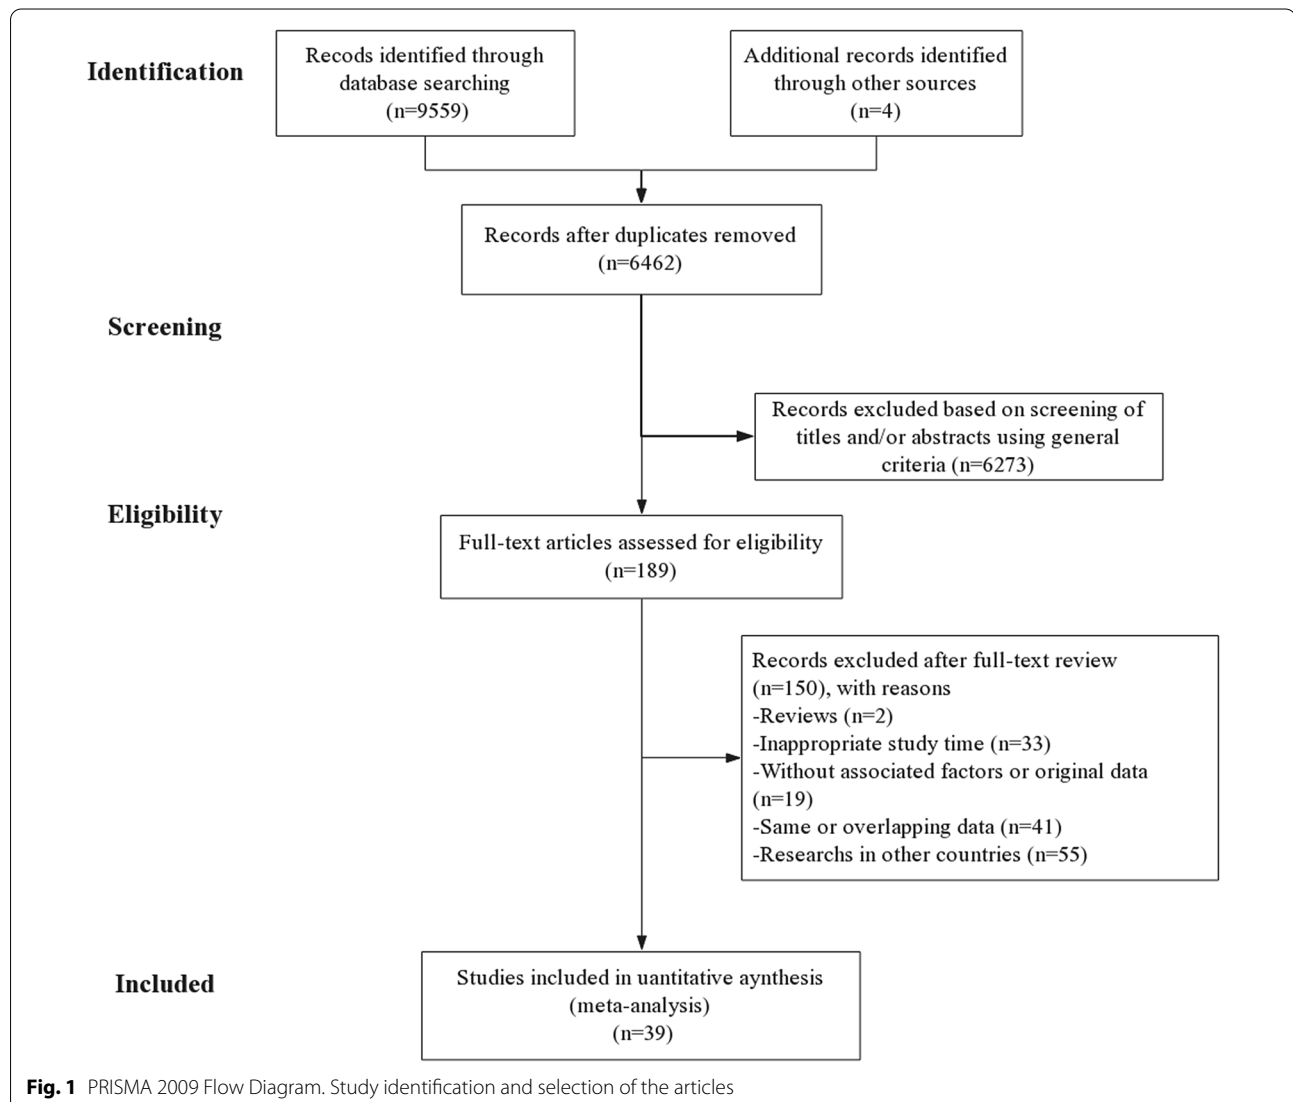 Identification
Recods identified through
database searching
(n=9559)
Additional records identified
through other sources
(n=4)
Records after duplicates removed
(n=6462)
Screening
Records excluded based on screening of
titles and/or abstracts using general
criteria (n=6273)
Eligibility
Full-text articles assessed for eligibility
(n=189)
Records excluded after full-text review
(n=150), with reasons
-Reviews (n=2)
-Inappropriate study time (n=33)
-Without associated factors or original data
(n=19)
-Same or overlapping data (n=41)
-Researchs in other countries (n=55)
Included
Studies included in uantitative aynthesis
(meta-analysis)
(n=39)
Fig. 1 PRISMA 2009 Flow Diagram. Study identification and selection of the articles